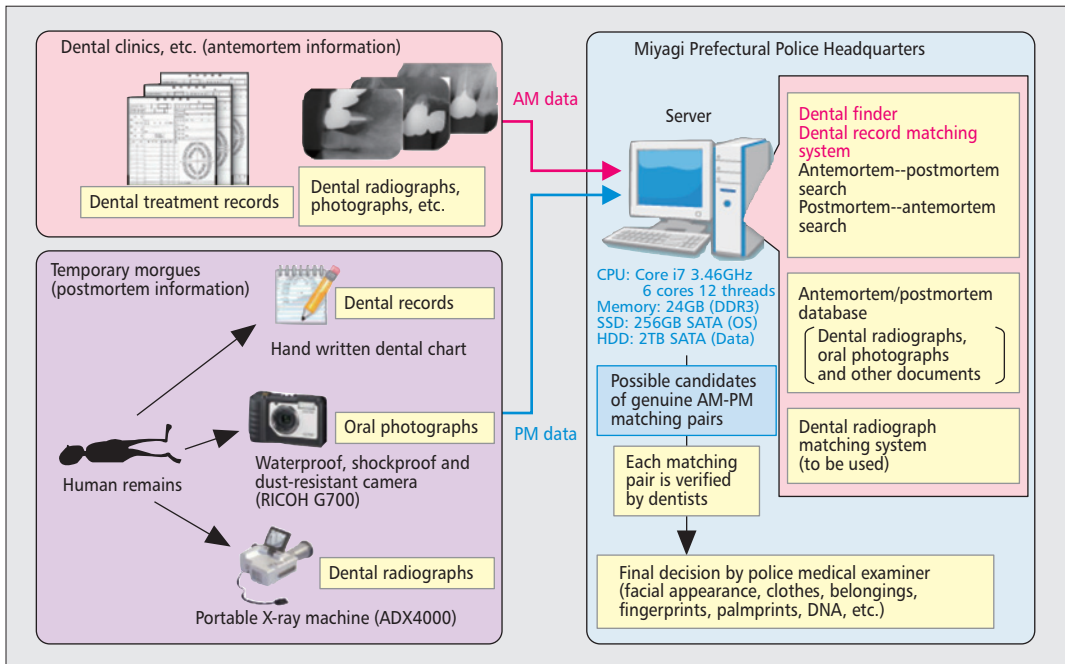 Dental clinics, etc. (antemortem information)
Dental treatment records
Dental radiographs,
photographs, etc.
AM data
Temporary morgues
(postmortem information)
Dental records
Hand written dental chart
Oral photographs
Waterproof, shockproof and
dust-resistant camera
(RICOH G700)
Human remains
Dental radiographs
Portable X-ray machine (ADX4000)
PM data
Miyagi Prefectural Police Headquarters
Server
CPU: Core i7 3.46GHz
6 cores 12 threads
Memory: 24GB (DDR3)
SSD: 256GB SATA (OS)
HDD: 2TB SATA (Data)
Possible candidates
of genuine AM-PM
matching pairs
Each matching
pair is verified
by dentists
Final decision by police medical examiner
(facial appearance, clothes, belongings,
fingerprints, palmprints, DNA, etc.)
Dental finder
Dental record matching
system
Antemortem--postmortem
search
Postmortem--antemortem
search
Antemortem/postmortem
database
Dental radiographs,
oral photographs
and other documents
Dental radiograph
matching system
(to be used)